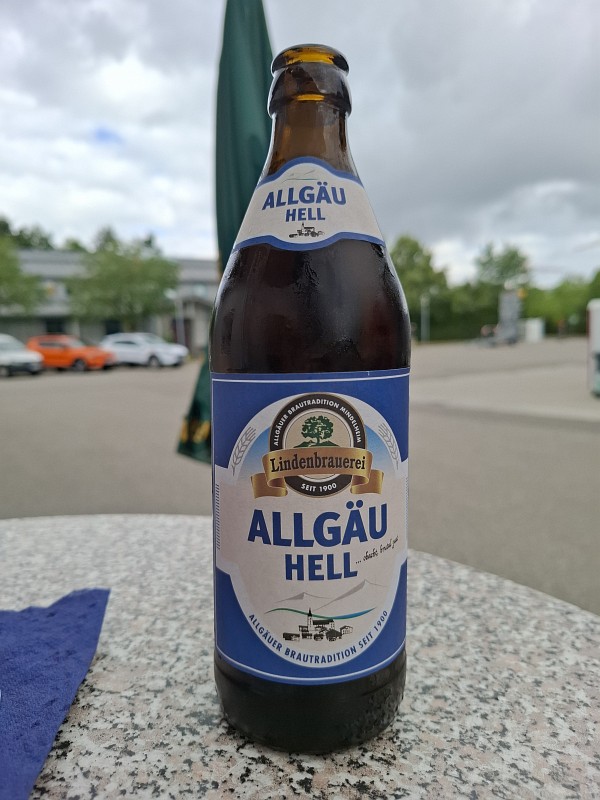 ALLGÄU
HELL
ALLGÄUER BRAUTRADITION MINDELHEIM
Lindenbrauerei
SEIT 1900
ALLGÄU
HELL
ALLGÄUER BRAUTRADITION SEIT 1900